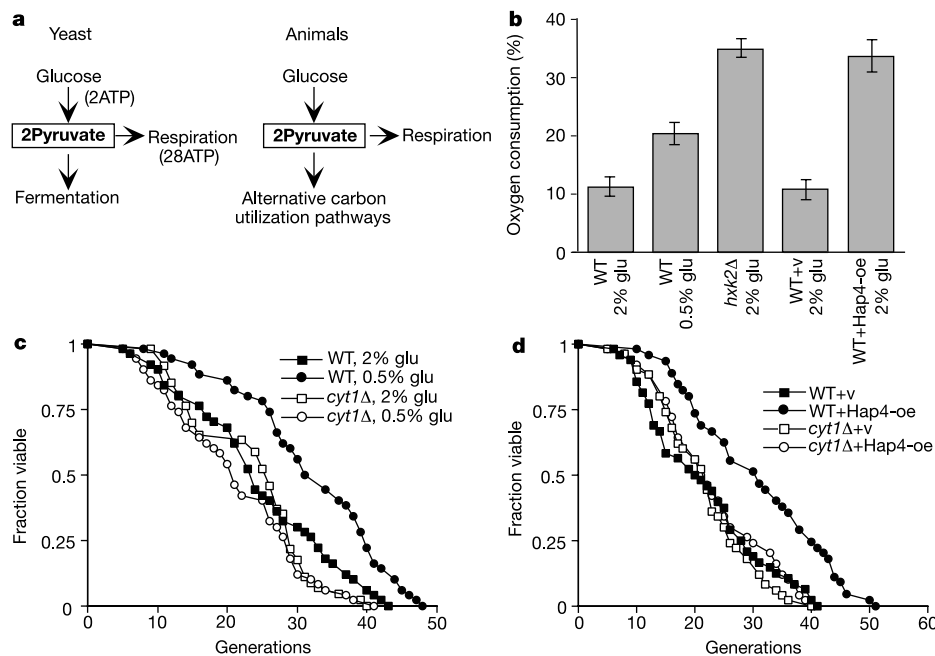 a
Yeast
Animals
Glucose
(2ATP)
Glucose
2Pyruvate
Respiration
(28ATP)
2Pyruvate
Respiration
Fermentation
Alternative carbon
utilization pathways
b
Oxygen consumption (%)
40
30
20
10
0
WT
2% glu
WT
0.5% glu
hxk2Δ
2% glu
WT+v
2% glu
WT+Hap4-oe
2% glu
c
Fraction viable
1
0.75
0.5
0.25
0
WT, 2% glu
WT, 0.5% glu
cyt1Δ, 2% glu
cyt1Δ, 0.5% glu
0 10 20 30 40 50
Generations
d
Fraction viable
1
0.75
0.5
0.25
0
WT+v
WT+Hap4-oe
cyt1Δ+v
cyt1Δ+Hap4-oe
0 10 20 30 40 50 60
Generations